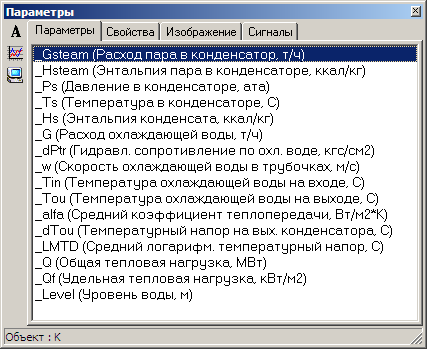 Параметры
Параметры Свойства Изображение Сигналы
A
_Gsteam (Расход пара в конденсатор, т/ч)
_Hsteam (Энтальпия пара в конденсаторе, ккал/кг)
_Ps (Давление в конденсаторе, ата)
_Ts (Температура в конденсаторе, С)
_Hs (Энтальпия конденсата, ккал/кг)
_G (Расход охлаждающей воды, т/ч)
_dPtr (Гидравл. сопротивление по охл. воде, кгс/см2)
_w (Скорость охлаждающей воды в трубочках, м/с)
_Tin (Температура охлаждающей воды на входе, С)
_Tou (Температура охлаждающей воды на выходе, С)
_alfa (Средний коэффициент теплопередачи, Вт/м2*К)
_dTou (Температурный напор на вых. конденсатора, С)
_LMTD (Средний логарифм. температурный напор, С)
_Q (Общая тепловая нагрузка, МВт)
_Qf (Удельная тепловая нагрузка, кВт/м2)
_Level (Уровень воды, м)
Объект : К